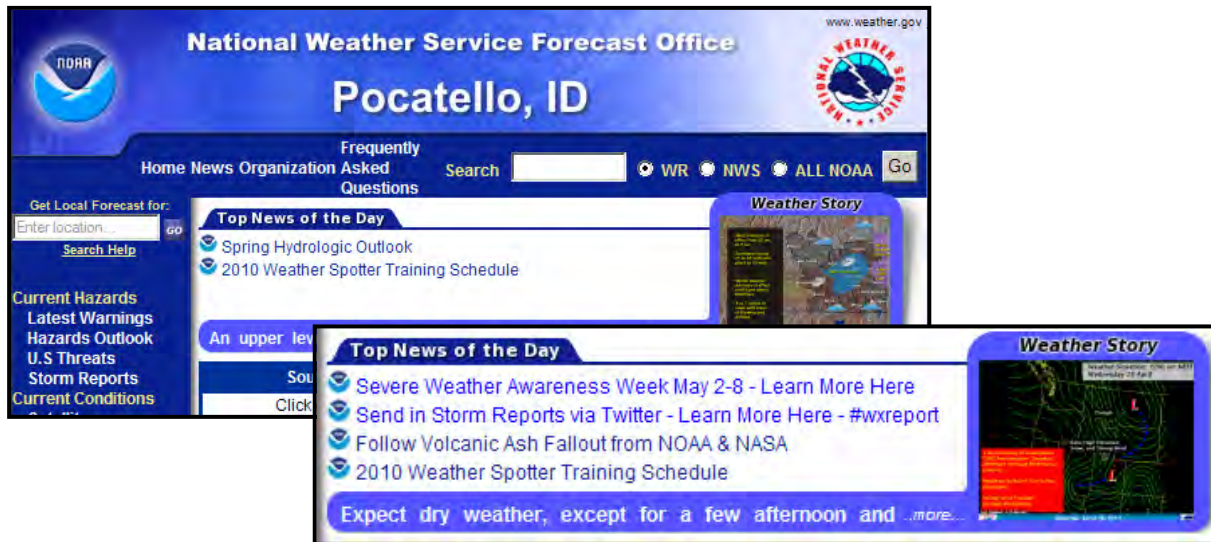 www.weather.gov
National Weather Service Forecast Office
NOAA
NATIONAL WEATHER SERVICE
Pocatello, ID
Home News Organization Frequently Asked Questions
Search WR NWS ALL NOAA Go
Get Local Forecast for:
Enter location... GO
Search Help
Current Hazards
Latest Warnings
Hazards Outlook
U.S Threats
Storm Reports
Current Conditions
Top News of the Day
Spring Hydrologic Outlook
2010 Weather Spotter Training Schedule
Weather Story
An upper lev
Sou
Click
Top News of the Day
Severe Weather Awareness Week May 2-8 - Learn More Here
Send in Storm Reports via Twitter - Learn More Here - #wxreport
Follow Volcanic Ash Fallout from NOAA & NASA
2010 Weather Spotter Training Schedule
Expect dry weather, except for a few afternoon and ...more...
Weather Story
L
L